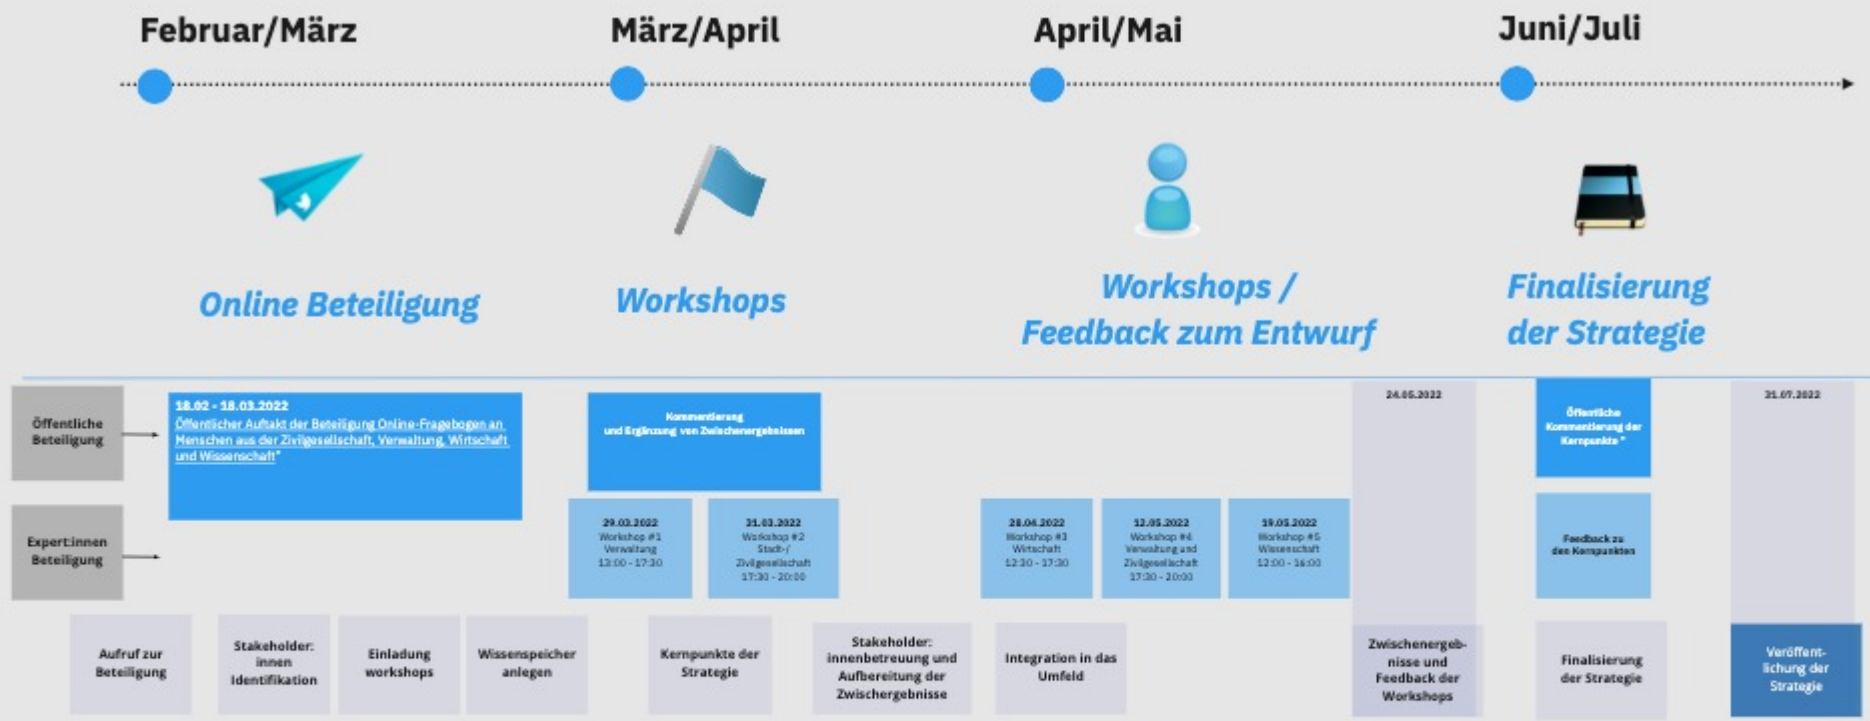 Februar/März
März/April
April/Mai
Juni/Juli
Online Beteiligung
Workshops
Workshops /
Feedback zum Entwurf
Finalisierung
der Strategie
Öffentliche
Beteiligung
18.02 - 18.03.2022
Öffentlicher Auftakt der Beteiligung Online-Fragebogen an
Menschen aus der Zivilgesellschaft, Verwaltung, Wirtschaft
und Wissenschaft"
Kommentierung
und Ergänzung von Zwischenergebnissen
24.05.2022
Öffentliche
Kommentierung der
Kernpunkte "
31.07.2022
Expert:innen
Beteiligung
29.03.2022
Workshop #1
Verwaltung
13:00 - 17:30
31.03.2022
Workshop #2
Stadt-/
Zivilgesellschaft
17:30 - 20:00
28.04.2022
Workshop #3
Wirtschaft
12:30 - 17:30
12.05.2022
Workshop #4
Verwaltung und
Zivilgesellschaft
17:30 - 20:00
19.05.2022
Workshop #5
Wissenschaft
12:00 - 16:00
Feedback zu
den Kernpunkten
Aufruf zur
Beteiligung
Stakeholder:
innen
Identifikation
Einladung
workshops
Wissenspeicher
anlegen
Kernpunkte der
Strategie
Stakeholder:
innenbetreuung und
Aufbereitung der
Zwischergebnisse
Integration in das
Umfeld
Zwischenergeb-
nisse und
Feedback der
Workshops
Finalisierung
der Strategie
Veröffent-
lichung der
Strategie